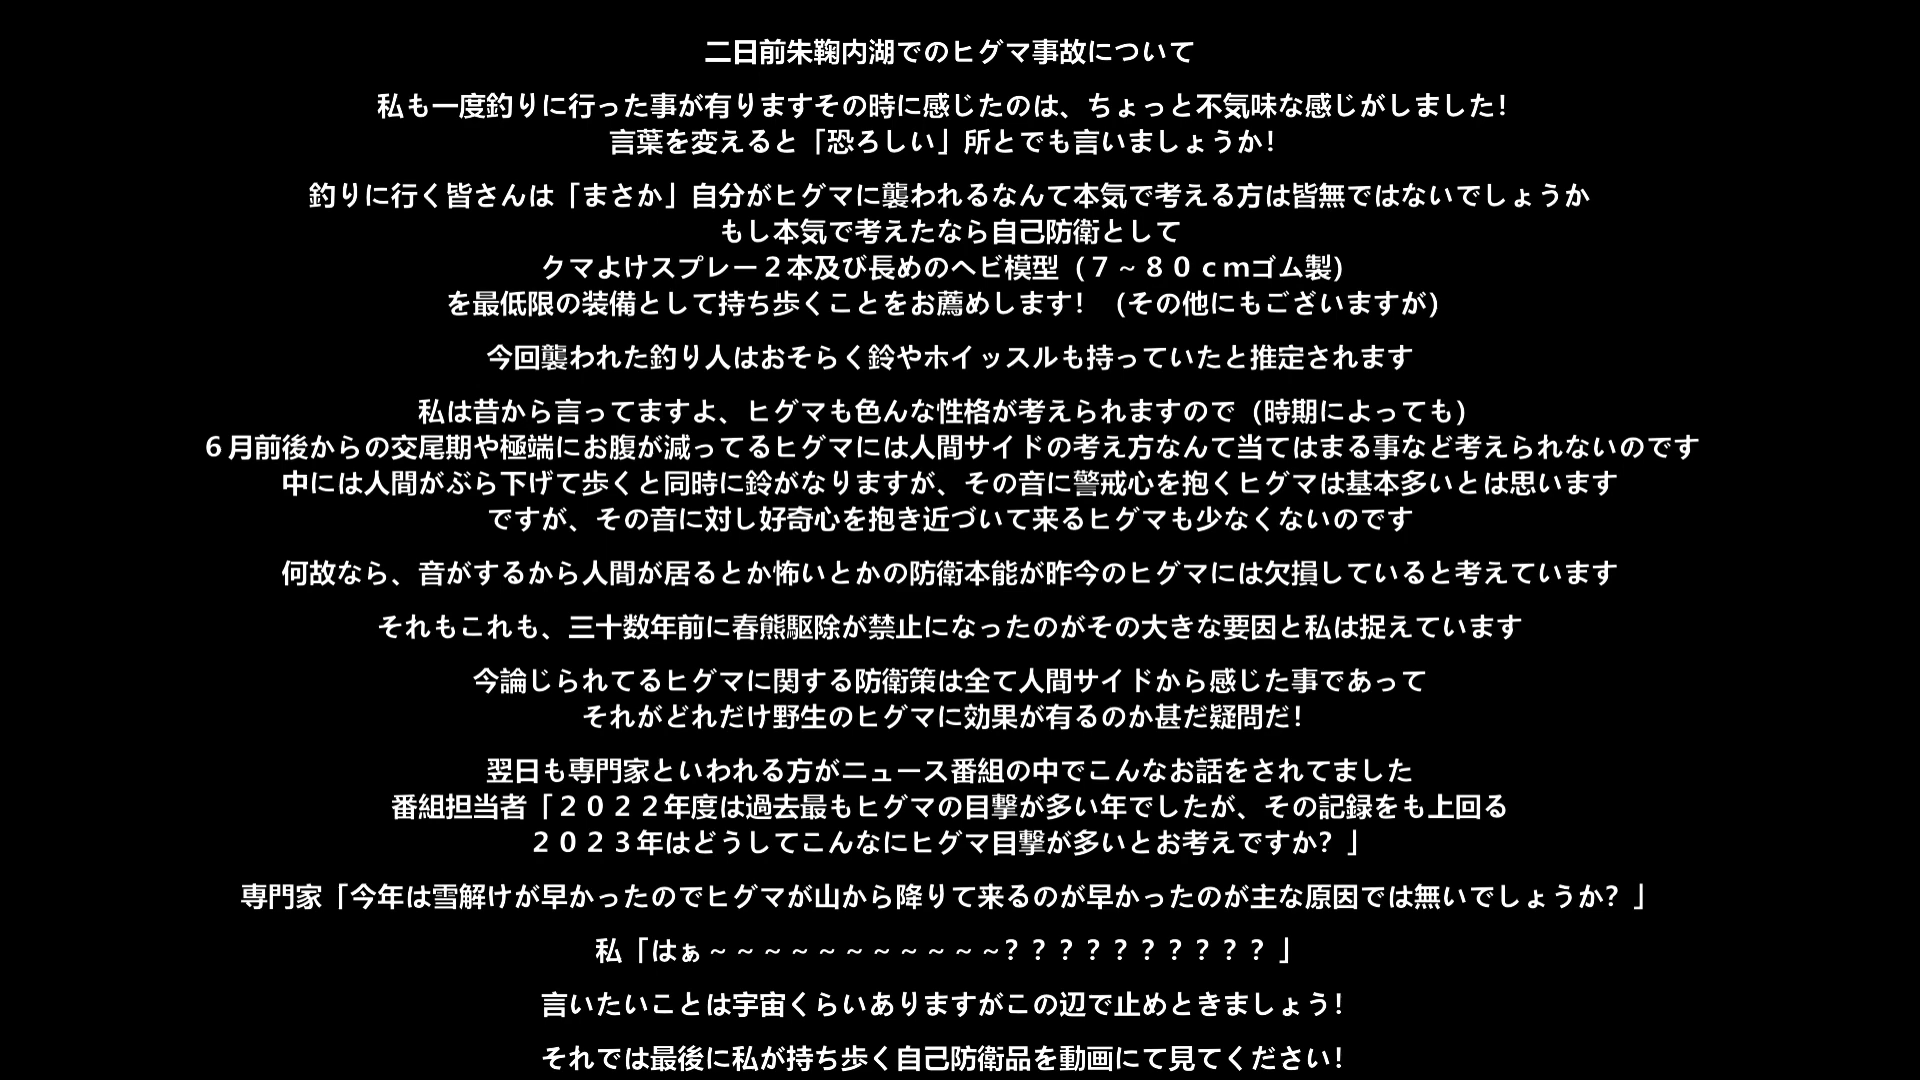 二日前朱鞠内湖でのヒグマ事故について
私も一度釣りに行った事が有りますその時に感じたのは、ちょっと不気味な感じがしました！
言葉を変えると「恐ろしい」所とでも言いましょうか！
釣りに行く皆さんは「まさか」自分がヒグマに襲われるなんて本気で考える方は皆無ではないでしょうか
もし本気で考えたなら自己防衛として
クマよけスプレー２本及び長めのヘビ模型（７～８０ｃｍゴム製）
を最低限の装備として持ち歩くことをお薦めします！（その他にもございますが）
今回襲われた釣り人はおそらく鈴やホイッスルも持っていたと推定されます
私は昔から言ってますよ、ヒグマも色んな性格が考えられますので（時期によっても）
６月前後からの交尾期や極端にお腹が減ってるヒグマには人間サイドの考え方なんて当てはまる事など考えられないのです
中には人間がぶら下げて歩くと同時に鈴がなりますが、その音に警戒心を抱くヒグマは基本多いとは思います
ですが、その音に対し好奇心を抱き近づいて来るヒグマも少なくないのです
何故なら、音がするから人間が居るとか怖いとかの防衛本能が昨今のヒグマには欠損していると考えています
それもこれも、三十数年前に春熊駆除が禁止になったのがその大きな要因と私は捉えています
今論じられてるヒグマに関する防衛策は全て人間サイドから感じた事であって
それがどれだけ野生のヒグマに効果が有るのか甚だ疑問だ！
翌日も専門家といわれる方がニュース番組の中でこんなお話をされてました
番組担当者「２０２２年度は過去最もヒグマの目撃が多い年でしたが、その記録をも上回る
２０２３年はどうしてこんなにヒグマ目撃が多いとお考えですか？」
専門家「今年は雪解けが早かったのでヒグマが山から降りて来るのが早かったのが主な原因では無いでしょうか？」
私「はぁ～～～～～～～～～～～？？？？？？？？？？」
言いたいことは宇宙くらいありますがこの辺で止めときましょう！
それでは最後に私が持ち歩く自己防衛品を動画にて見てください！